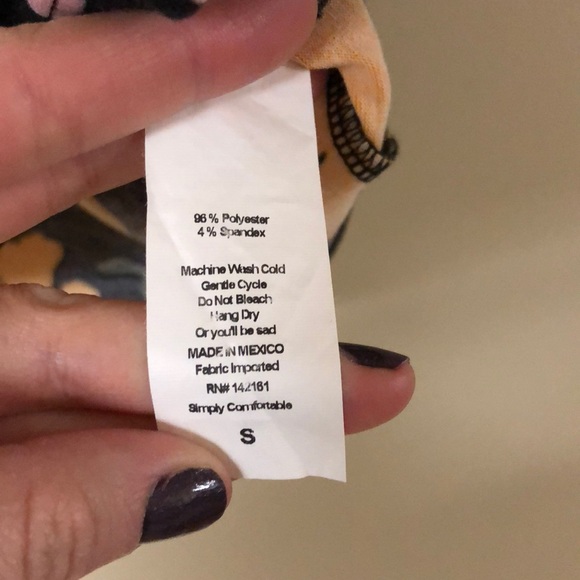 96 % Polyester
4 % Spandex
Machine Wash Cold
Gentle Cycle
Do Not Bleach
Hang Dry
Or you'll be sad
MADE IN MEXICO
Fabric Imported
RN# 142161
Simply Comfortable
S